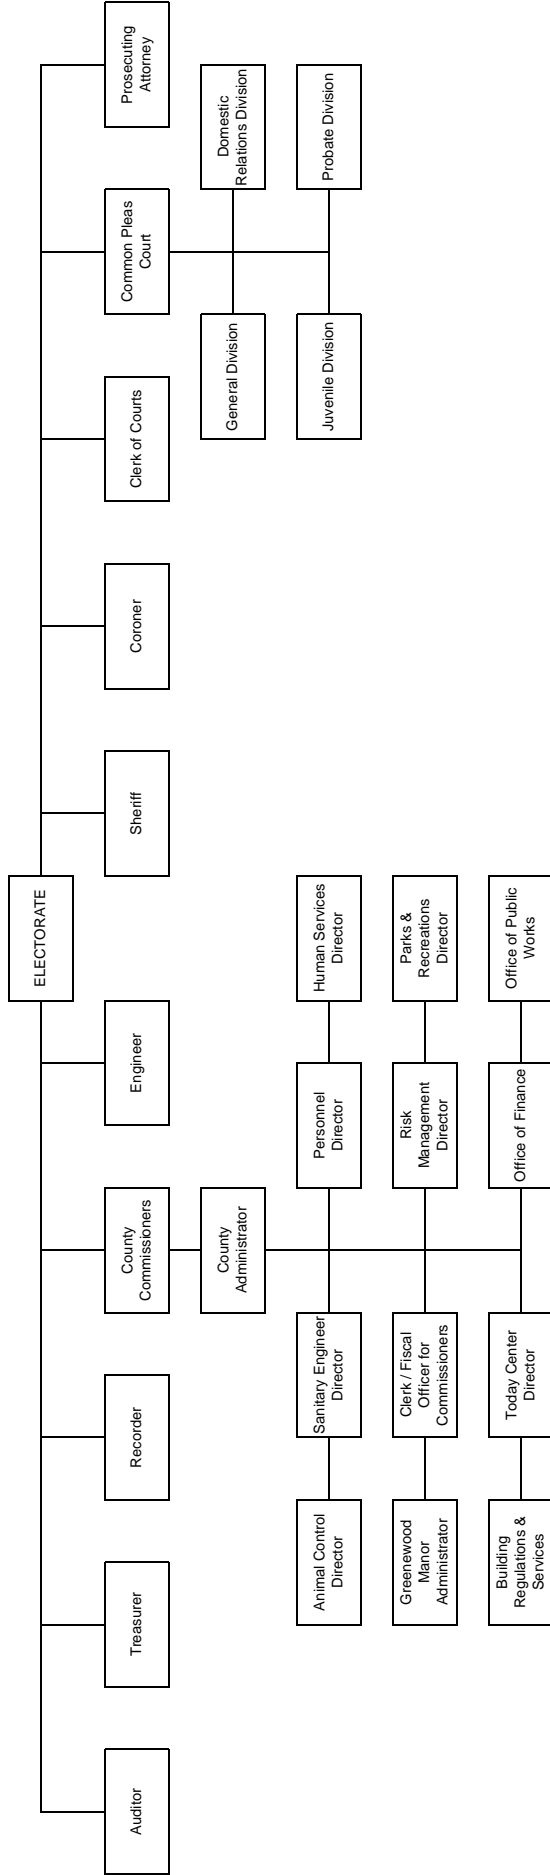 ELECTORATE
Auditor
Treasurer
Recorder
County
Commissioners
Engineer
Sheriff
Coroner
Clerk of Courts
Common Pleas
Court
Prosecuting
Attorney
County
Administrator
General Division
Domestic
Relations Division
Animal Control
Director
Sanitary Engineer
Director
Personnel
Director
Human Services
Director
Juvenile Division
Probate Division
Greenewood
Manor
Administrator
Clerk / Fiscal
Officer for
Commissioners
Risk
Management
Director
Parks &
Recreations
Director
Building
Regulations &
Services
Today Center
Director
Office of Finance
Office of Public
Works